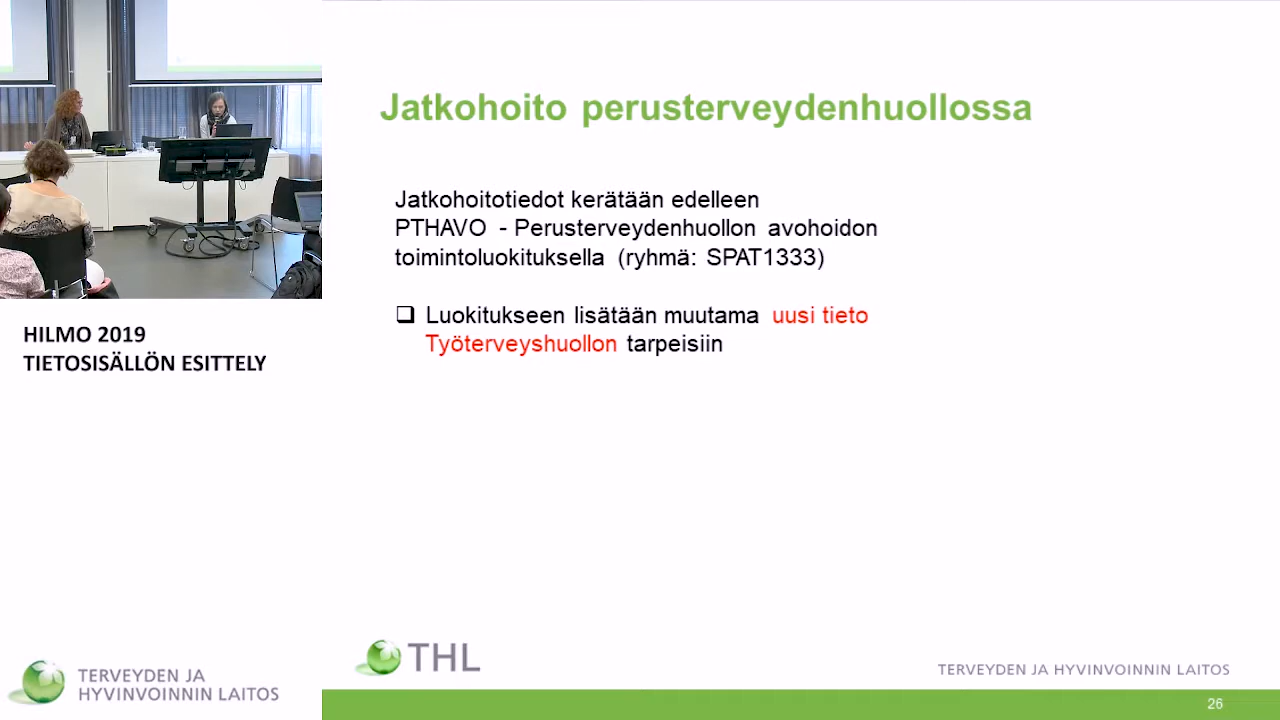 HILMO 2019
TIETOSISÄLLÖN ESITTELY
TERVEYDEN JA
HYVINVOINNIN LAITOS
Jatkohoito perusterveydenhuollossa
Jatkohoitotiedot kerätään edelleen
PTHAVO - Perusterveydenhuollon avohoidon
toimintoluokituksella (ryhmä: SPAT1333)
Luokitukseen lisätään muutama uusi tieto
Työterveyshuollon tarpeisiin
THL
TERVEYDEN JA HYVINVOINNIN LAITOS
26